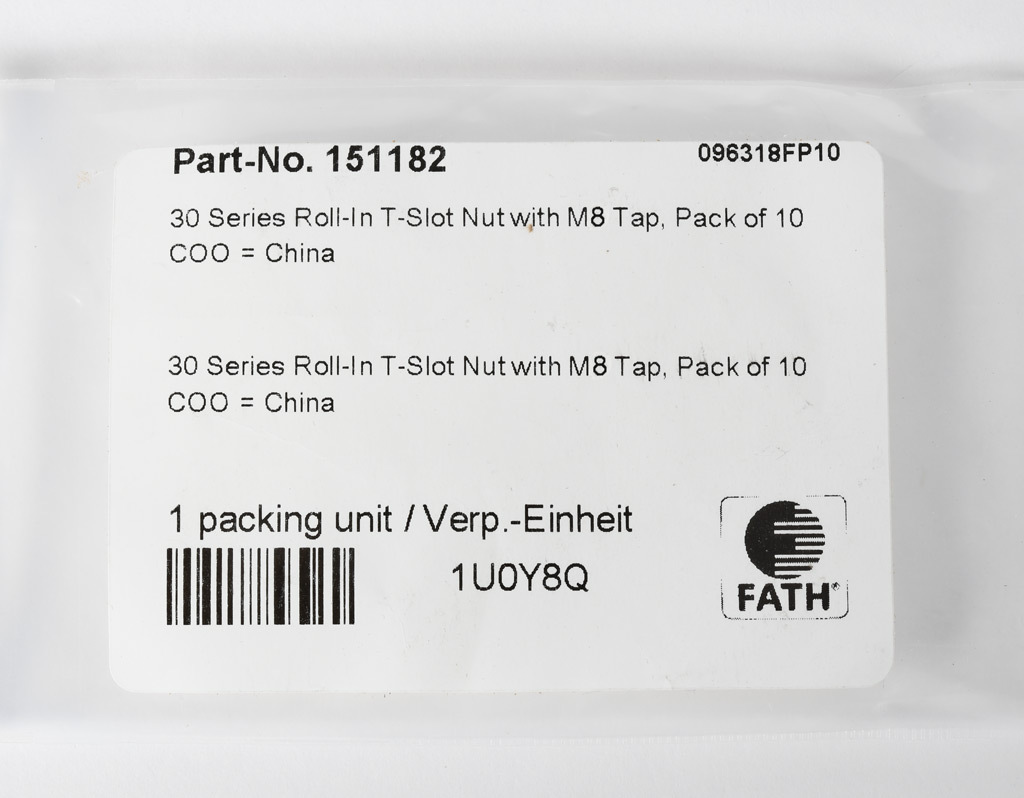 Part-No. 151182 096318FP10
30 Series Roll-In T-Slot Nut with M8 Tap, Pack of 10
COO = China
30 Series Roll-In T-Slot Nut with M8 Tap, Pack of 10
COO = China
1 packing unit / Verp.-Einheit
1U0Y8Q
FATH®